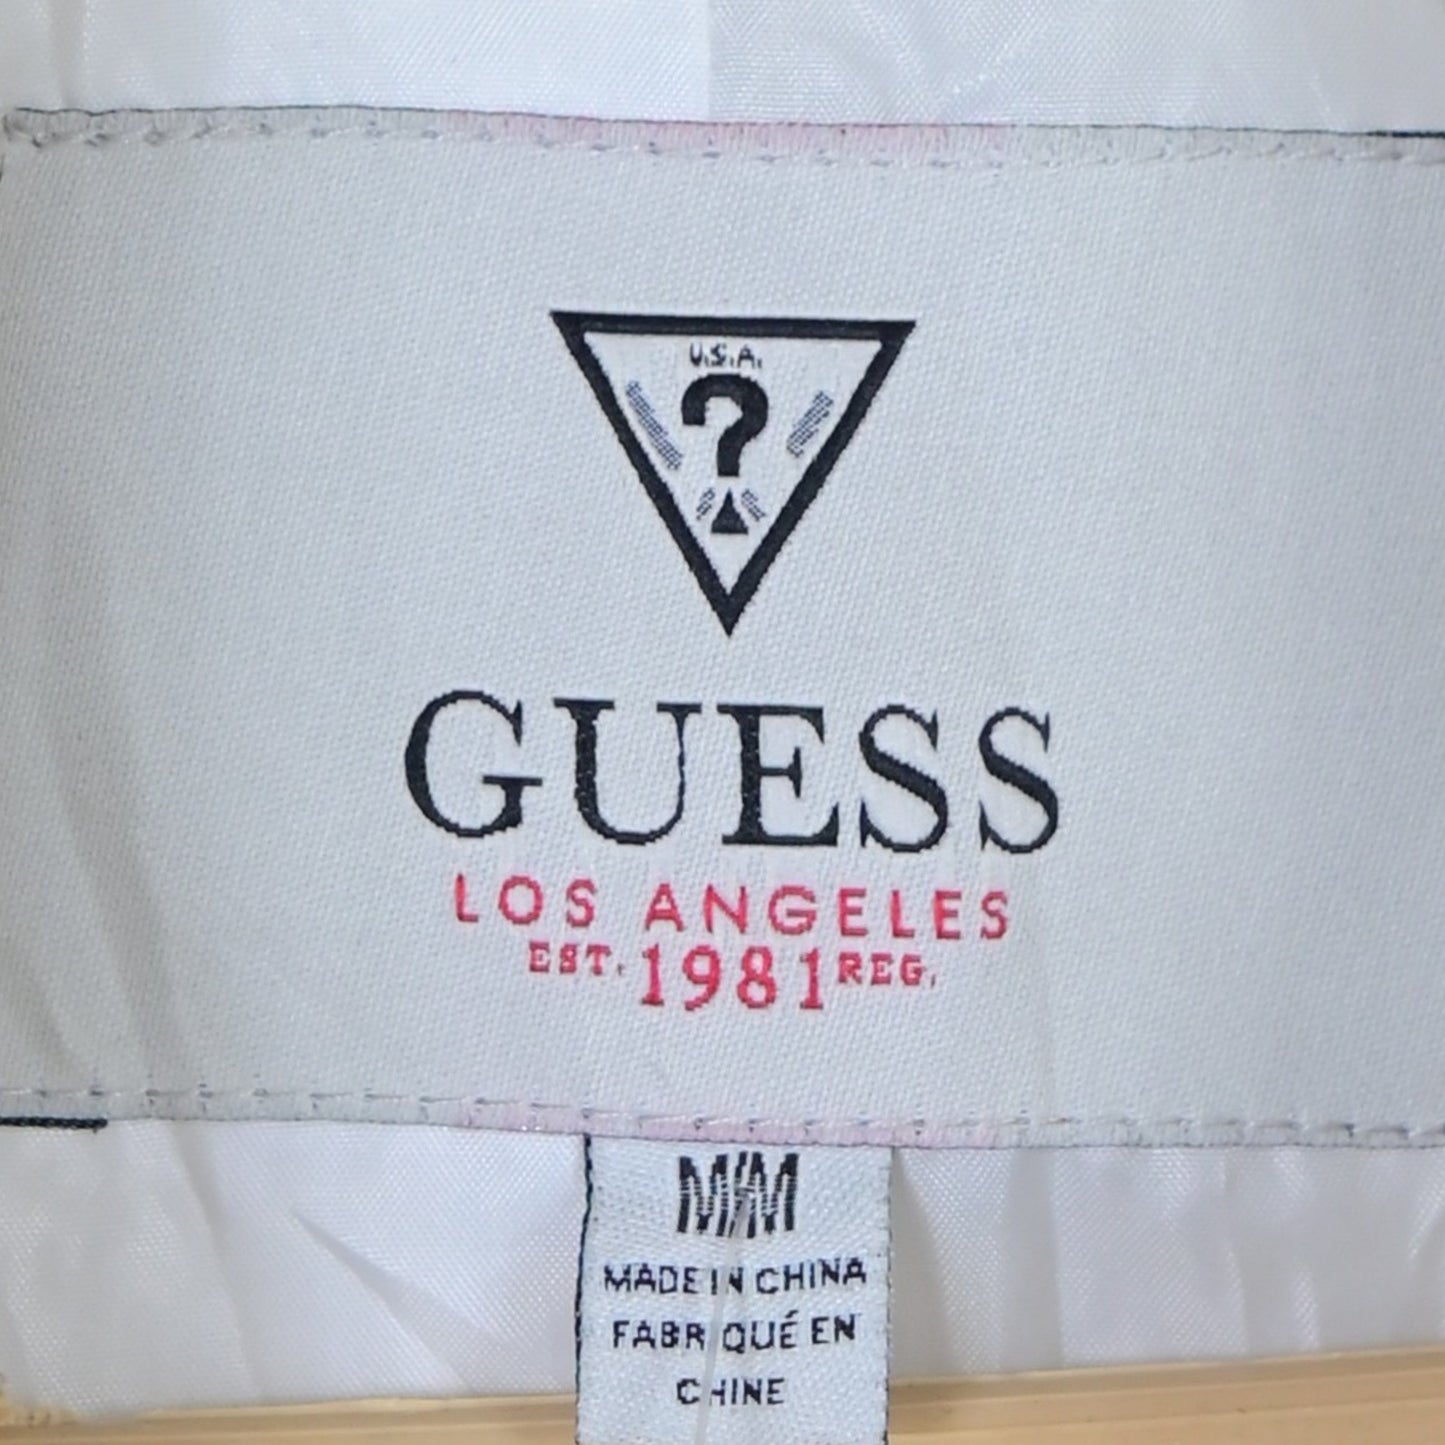 U.S.A.
?
GUESS
LOS ANGELES
EST. 1981 REG.
M/M
MADE IN CHINA
FABRIQUÉ EN
CHINE